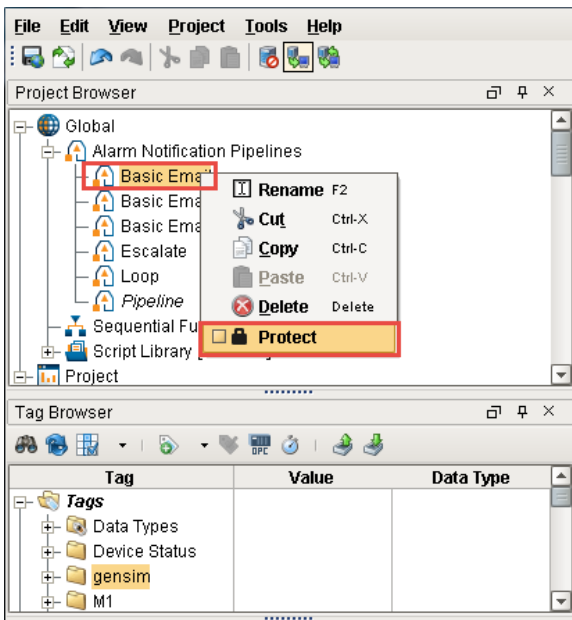 File Edit View Project Tools Help
Project Browser
Global
Alarm Notification Pipelines
Basic Email
Rename F2
Basic Ema
Cut Ctrl-X
Basic Ema
Copy Ctrl-C
Escalate
Paste Ctrl-V
Loop
Delete Delete
Pipeline
Protect
Sequential Fu
Script Library [
Project
Tag Browser
OPC
Tag Value Data Type
Tags
Data Types
Device Status
gensim
M1